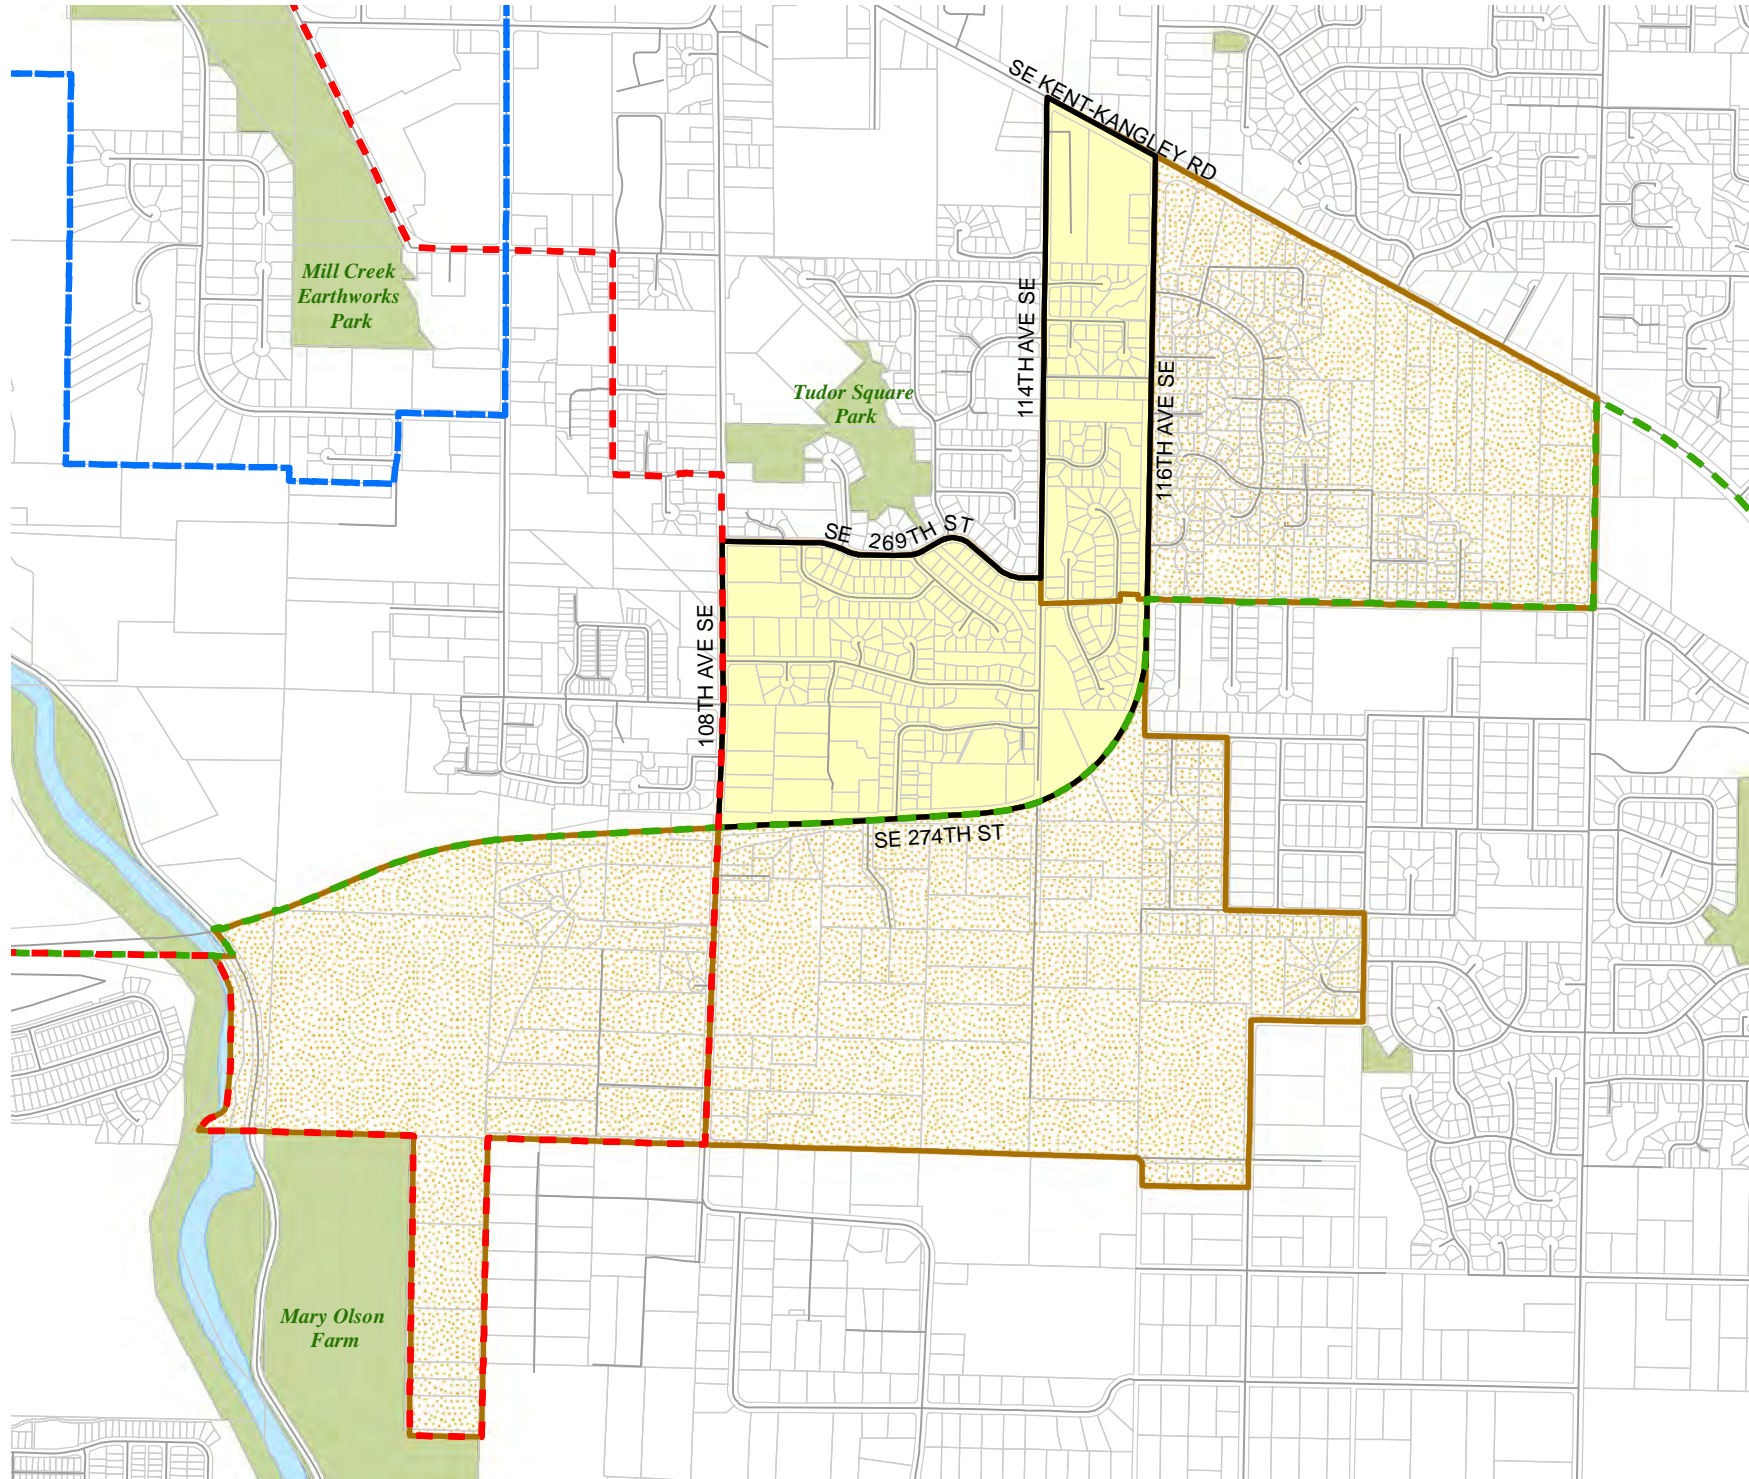 SE KENT-KANGLEY RD
Mill Creek
Earthworks
Park
114TH AVE SE
116TH AVE SE
Tudor Square
Park
SE 269TH ST
108TH AVE SE
SE 274TH ST
Mary Olson
Farm